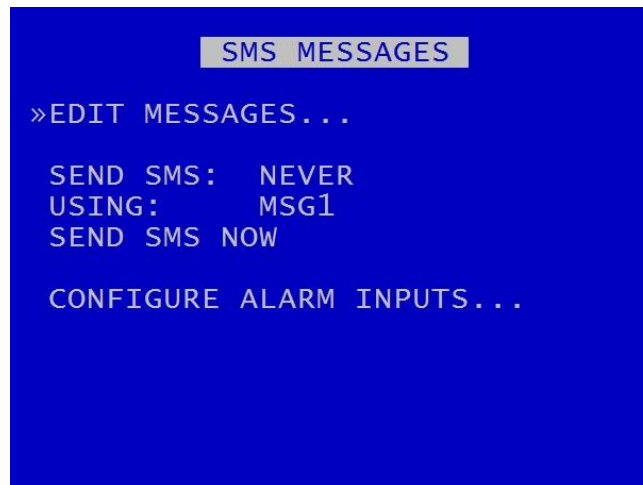 SMS MESSAGES
»EDIT MESSAGES...
SEND SMS: NEVER
USING: MSG1
SEND SMS NOW
CONFIGURE ALARM INPUTS...